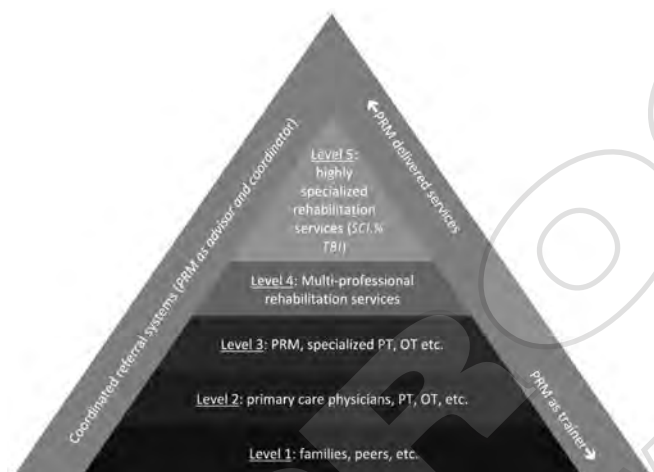 Level 5:
highly
specialized
rehabilitation
services (SCI.%
TBI)
Level 4: Multi-professional
rehabilitation services
Level 3: PRM, specialized PT, OT etc.
Level 2: primary care physicians, PT, OT, etc.
Level 1: families, peers, etc.
Coordinated referral systems (PRM as advisor and coordinator)
PRM delivered services
PRM as trainer